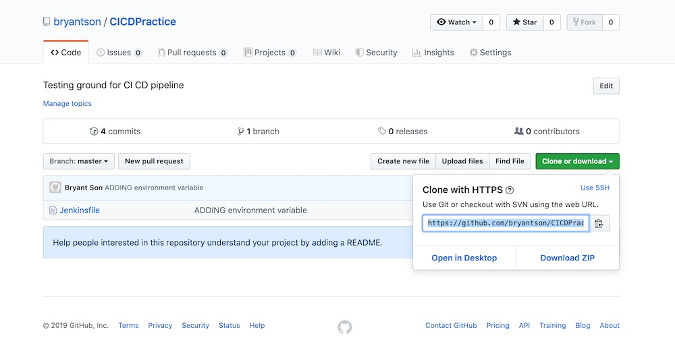 bryantson / CICDPractice
Watch 0 Star 0 Fork 0
Code Issues 0 Pull requests 0 Projects 0 Wiki Security Insights Settings
Testing ground for CI CD pipeline Edit
Manage topics
4 commits 1 branch 0 releases 0 contributors
Branch: master New pull request Create new file Upload files Find File Clone or download
Bryant Son ADDING environment variable
Jenkinsfile ADDING environment variable
Help people interested in this repository understand your project by adding a README.
Clone with HTTPS Use SSH
Use Git or checkout with SVN using the web URL.
https://github.com/bryantson/CICDPrac
Open in Desktop Download ZIP
© 2019 GitHub, Inc. Terms Privacy Security Status Help Contact GitHub Pricing API Training Blog About